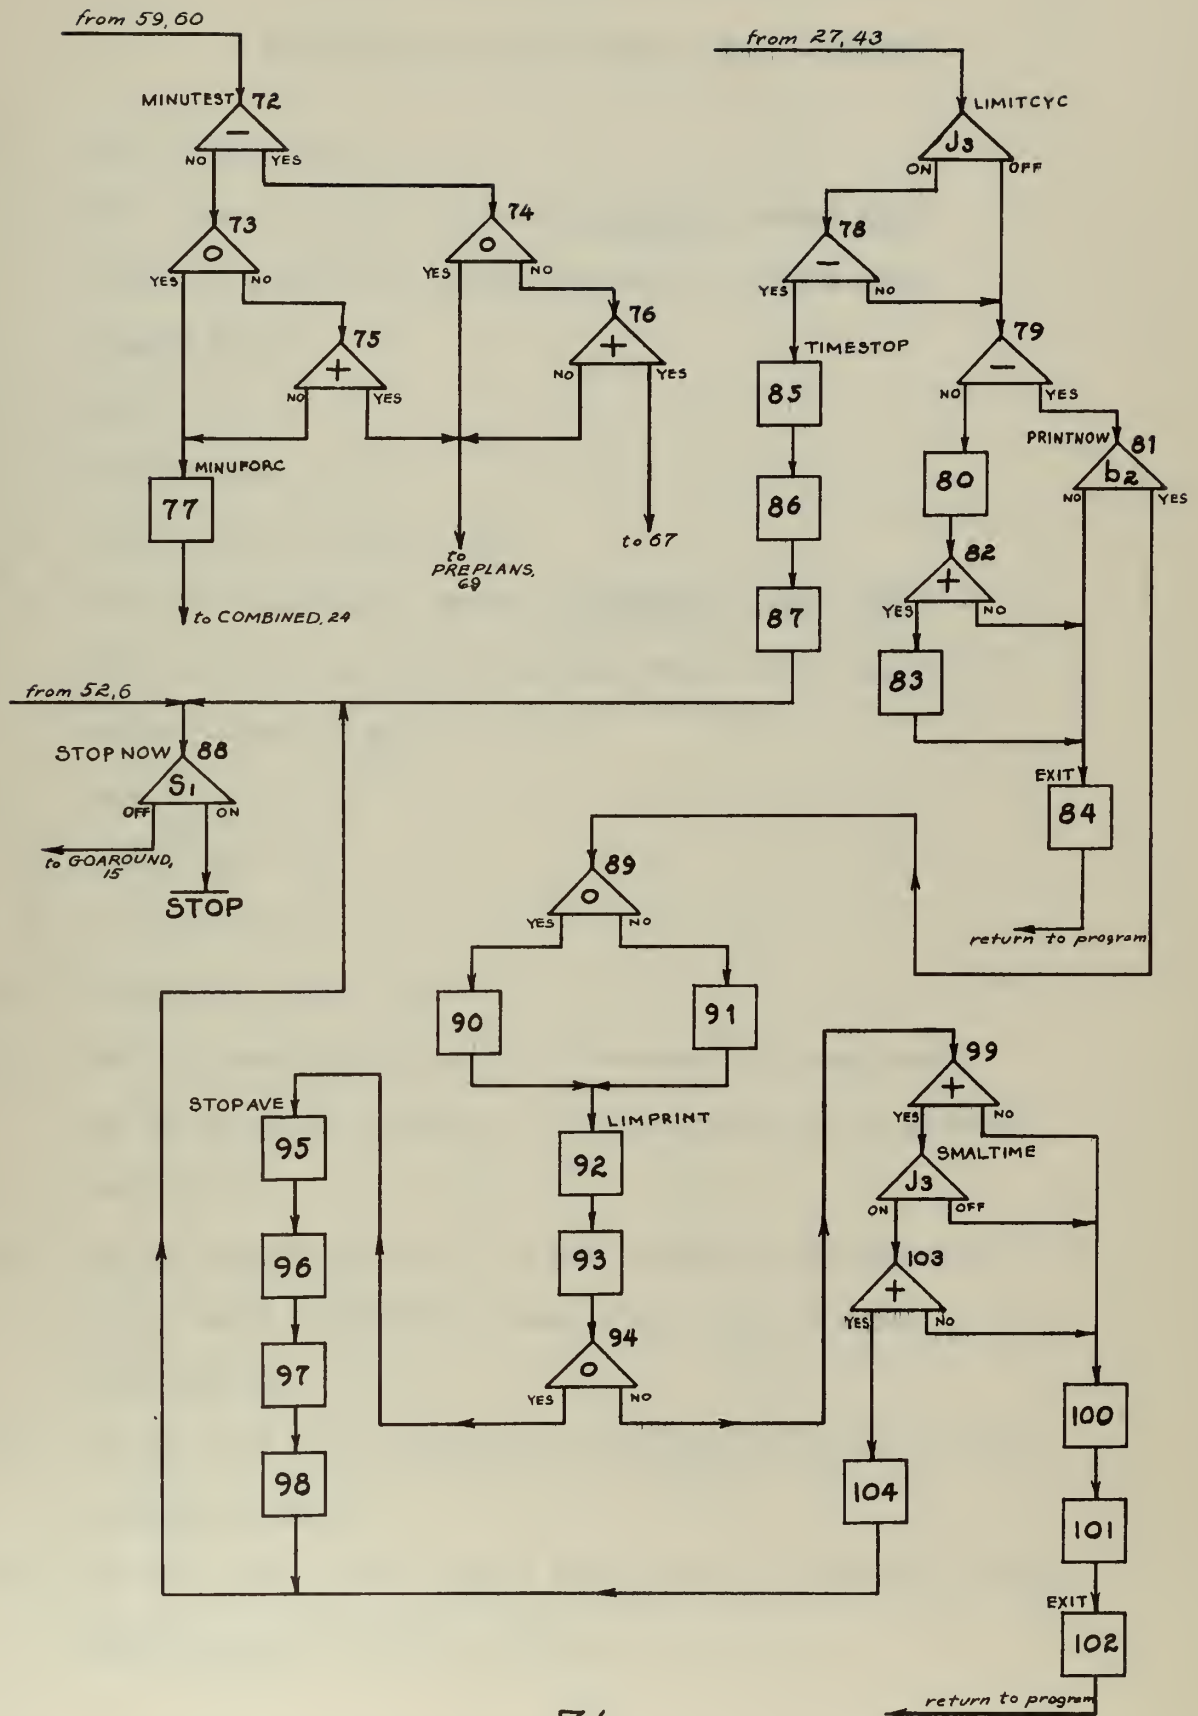 from 59, 60
MINUTEST 72
−
NO YES
73
O
YES NO
74
O
YES NO
75
+
NO YES
76
+
NO YES
MINUFORC
77
to COMBINED, 24
to
PREPLANS,
69
to 67
from 27, 43
LIMITCYC
J3
ON OFF
78
−
YES NO
79
−
NO YES
TIMESTOP
85
86
87
80
PRINTNOW 81
b2
NO YES
82
+
YES NO
83
EXIT
84
return to program
from 52, 6
STOP NOW 88
S1
OFF ON
to GOAROUND,
15
STOP
89
O
YES NO
90
91
LIMPRINT
92
93
94
O
YES NO
STOPAVE
95
96
97
98
99
+
YES NO
SMALTIME
J3
ON OFF
103
+
YES NO
104
100
101
EXIT
102
return to program